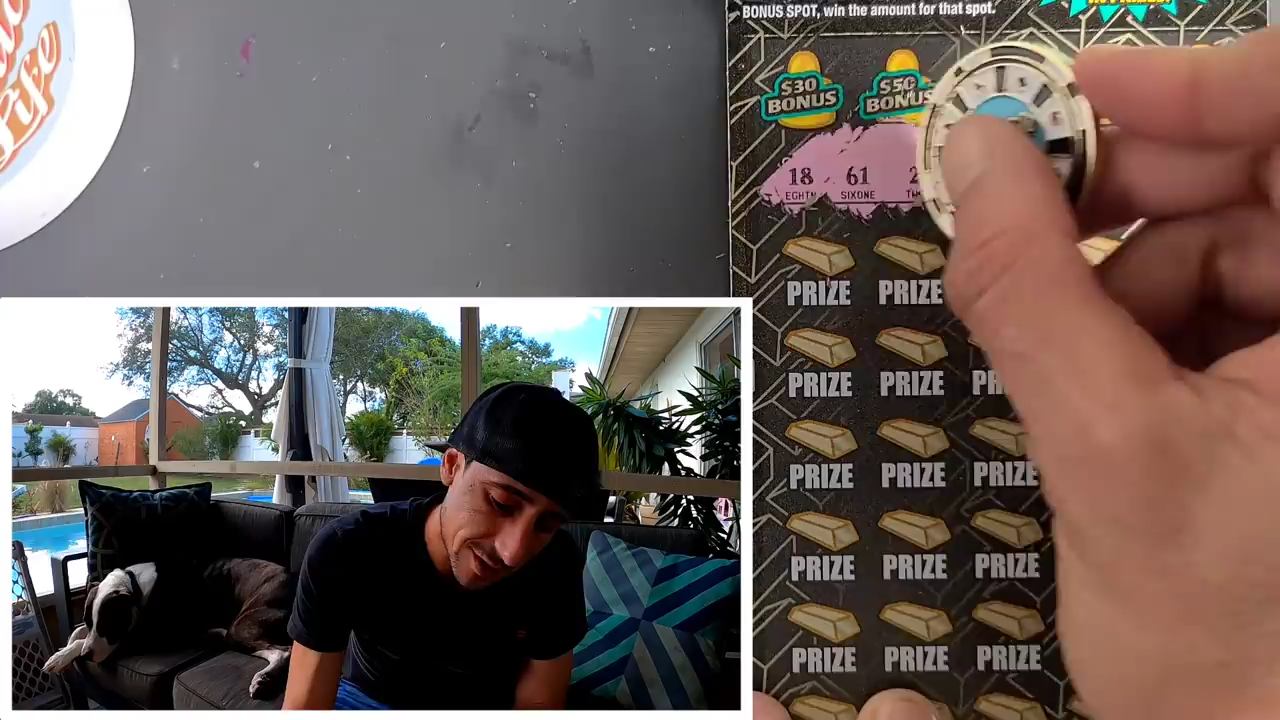 BONUS SPOT, win the amount for that spot.
$30 BONUS
$50 BONUS
Life
18 61
EGHTN SIXONE
PRIZE PRIZE
PRIZE PRIZE
PRIZE PRIZE PRIZE
PRIZE PRIZE PRIZE
PRIZE PRIZE PRIZE